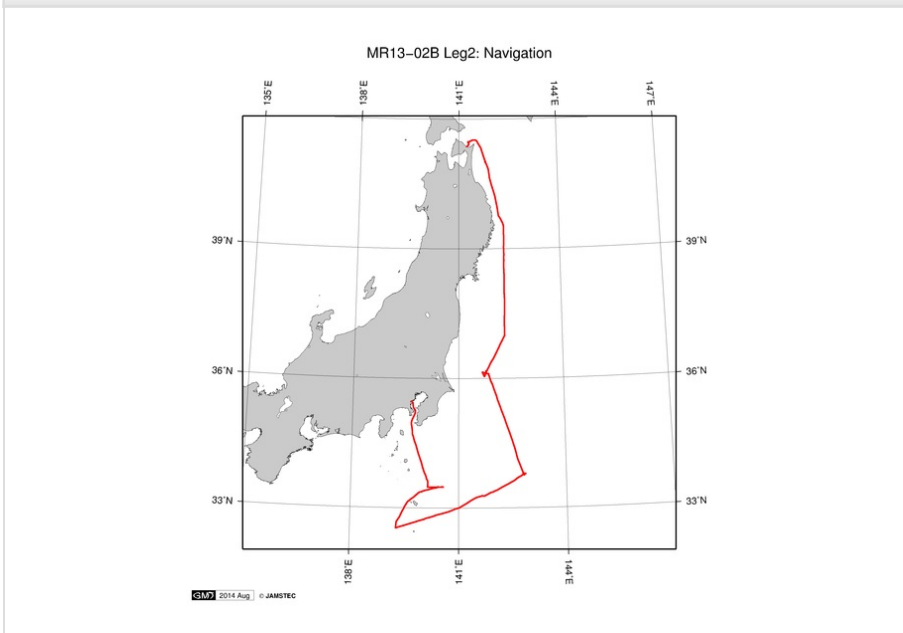 MR13−02B Leg2: Navigation
135˚E 138˚E 141˚E 144˚E 147˚E
39˚N 39˚N
36˚N 36˚N
33˚N 33˚N
138˚E 141˚E 144˚E
GMT 2014 Aug © JAMSTEC